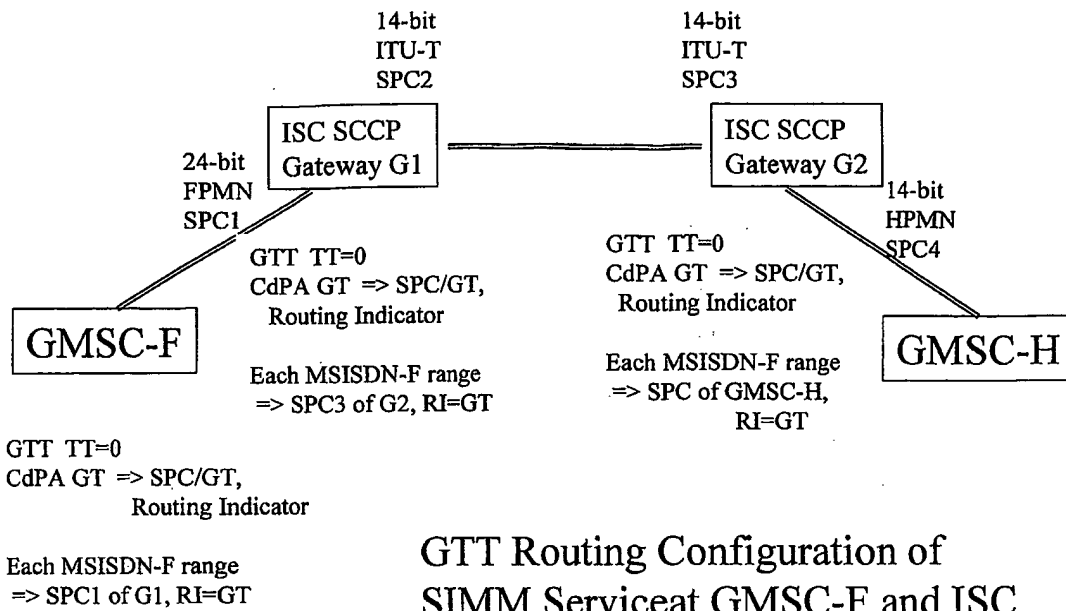 14-bit
ITU-T
SPC2
14-bit
ITU-T
SPC3
ISC SCCP
Gateway G1
ISC SCCP
Gateway G2
24-bit
FPMN
SPC1
14-bit
HPMN
SPC4
GTT TT=0
CdPA GT => SPC/GT,
Routing Indicator
GTT TT=0
CdPA GT => SPC/GT,
Routing Indicator
GMSC-F
GMSC-H
Each MSISDN-F range
=> SPC3 of G2, RI=GT
Each MSISDN-F range
=> SPC of GMSC-H,
RI=GT
GTT TT=0
CdPA GT => SPC/GT,
Routing Indicator
Each MSISDN-F range
=> SPC1 of G1, RI=GT
GTT Routing Configuration of
SIMM Serviceat GMSC-F and ISC